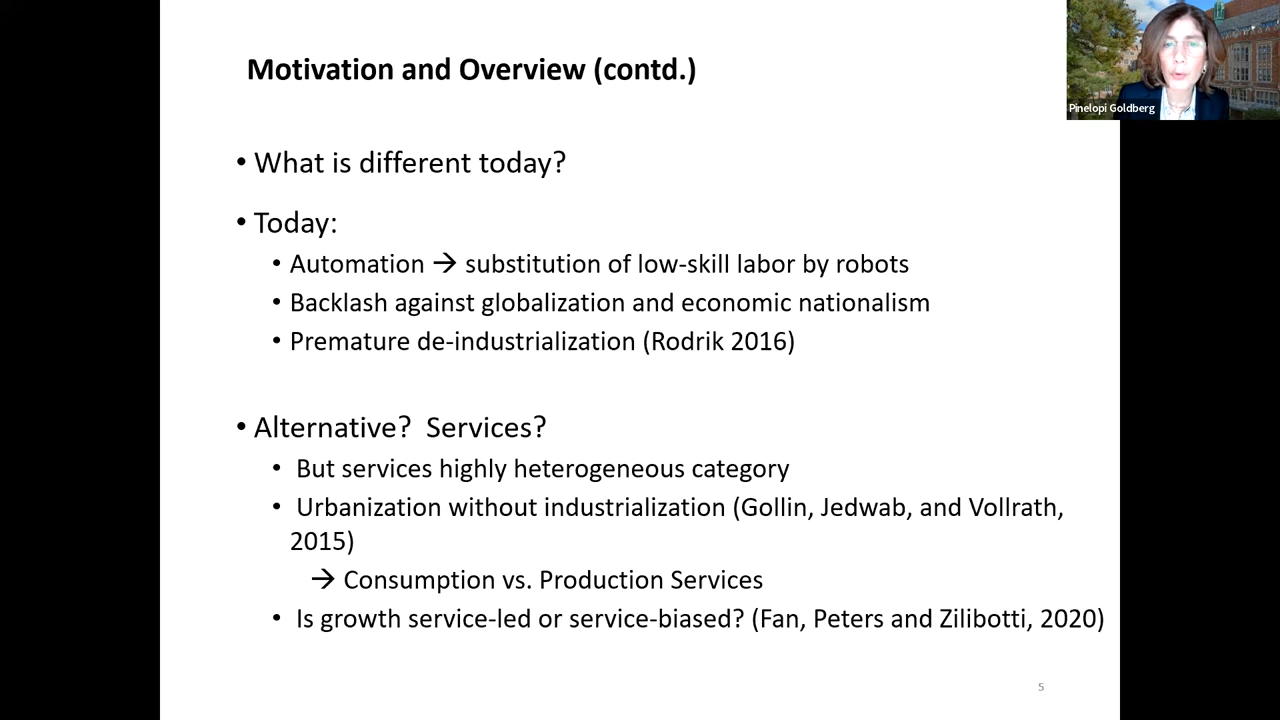 Motivation and Overview (contd.)
Pinelopi Goldberg
• What is different today?
• Today:
• Automation → substitution of low-skill labor by robots
• Backlash against globalization and economic nationalism
• Premature de-industrialization (Rodrik 2016)
• Alternative?  Services?
• But services highly heterogeneous category
• Urbanization without industrialization (Gollin, Jedwab, and Vollrath,
2015)
→ Consumption vs. Production Services
• Is growth service-led or service-biased? (Fan, Peters and Zilibotti, 2020)
5